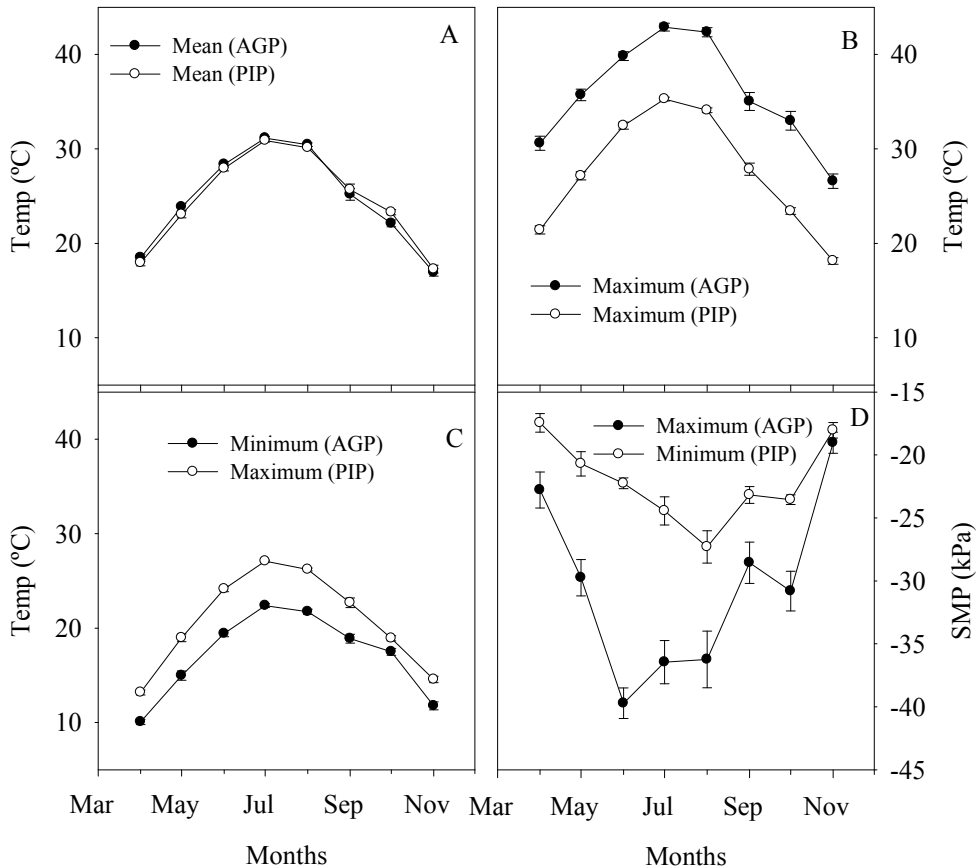 A
Mean (AGP)
Mean (PIP)
40
30
20
10
Temp (ºC)
B
Maximum (AGP)
Maximum (PIP)
40
30
20
10
Temp (ºC)
C
Minimum (AGP)
Maximum (PIP)
40
30
20
10
Temp (ºC)
Mar May Jul Sep Nov
Months
D
Maximum (AGP)
Minimum (PIP)
-15
-20
-25
-30
-35
-40
-45
SMP (kPa)
Mar May Jul Sep Nov
Months